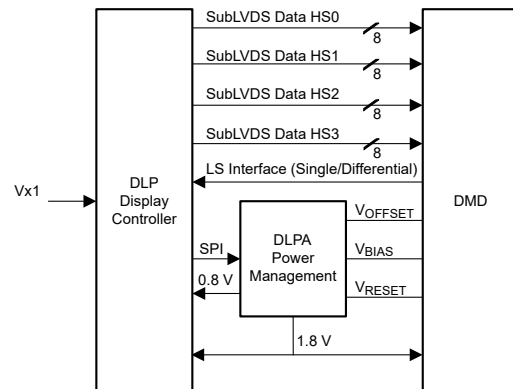 SubLVDS Data HS0
8
SubLVDS Data HS1
8
SubLVDS Data HS2
8
SubLVDS Data HS3
8
LS Interface (Single/Differential)
Vx1
DLP
Display
Controller
DMD
SPI
0.8 V
DLPA
Power
Management
VOFFSET
VBIAS
VRESET
1.8 V